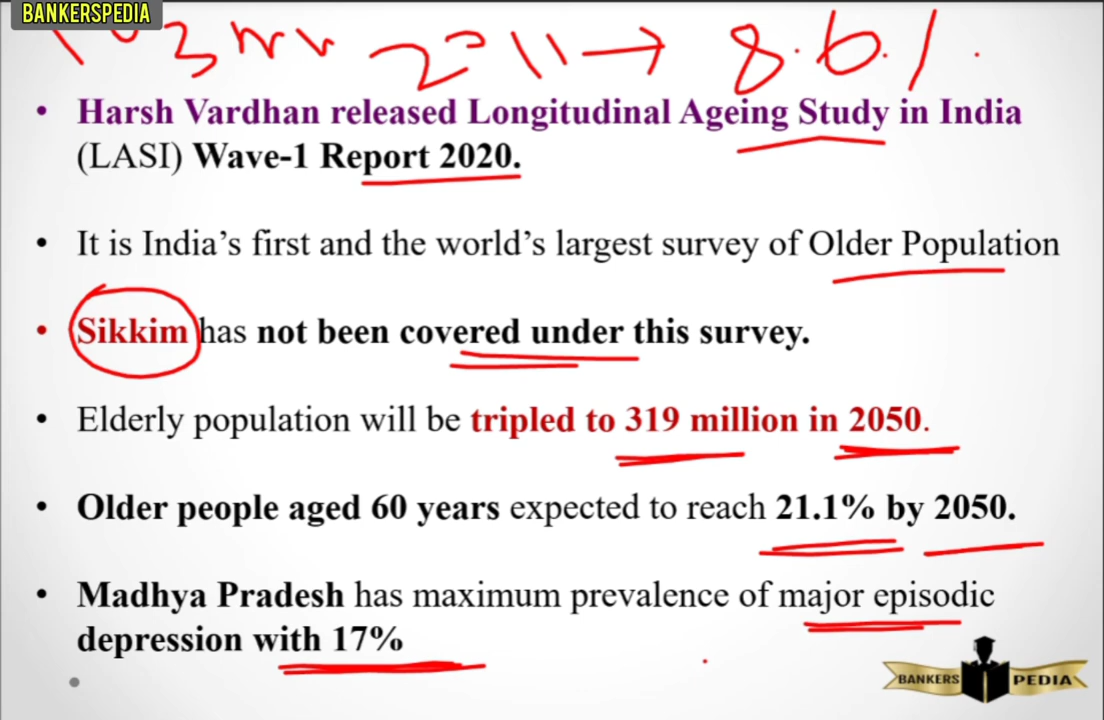 BANKERSPEDIA
103 mn 2011 → 8.6%.
• Harsh Vardhan released Longitudinal Ageing Study in India
(LASI) Wave-1 Report 2020.
• It is India’s first and the world’s largest survey of Older Population
• Sikkim has not been covered under this survey.
• Elderly population will be tripled to 319 million in 2050.
• Older people aged 60 years expected to reach 21.1% by 2050.
• Madhya Pradesh has maximum prevalence of major episodic
depression with 17%
BANKERS PEDIA